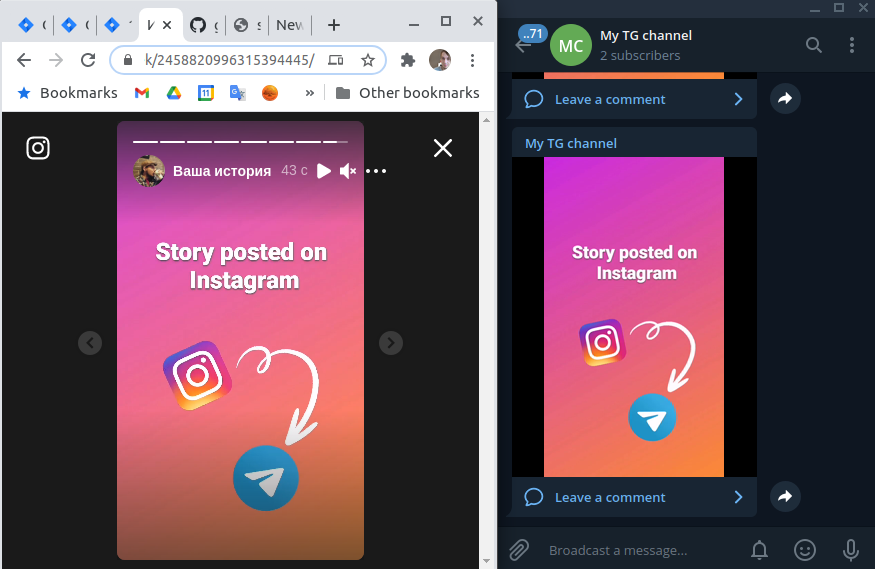 New
k/2458820996315394445/
Bookmarks
11
»
Other bookmarks
Ваша история 43 с
Story posted on
Instagram
..71
MC
My TG channel
2 subscribers
Leave a comment
My TG channel
Story posted on
Instagram
Leave a comment
Broadcast a message...